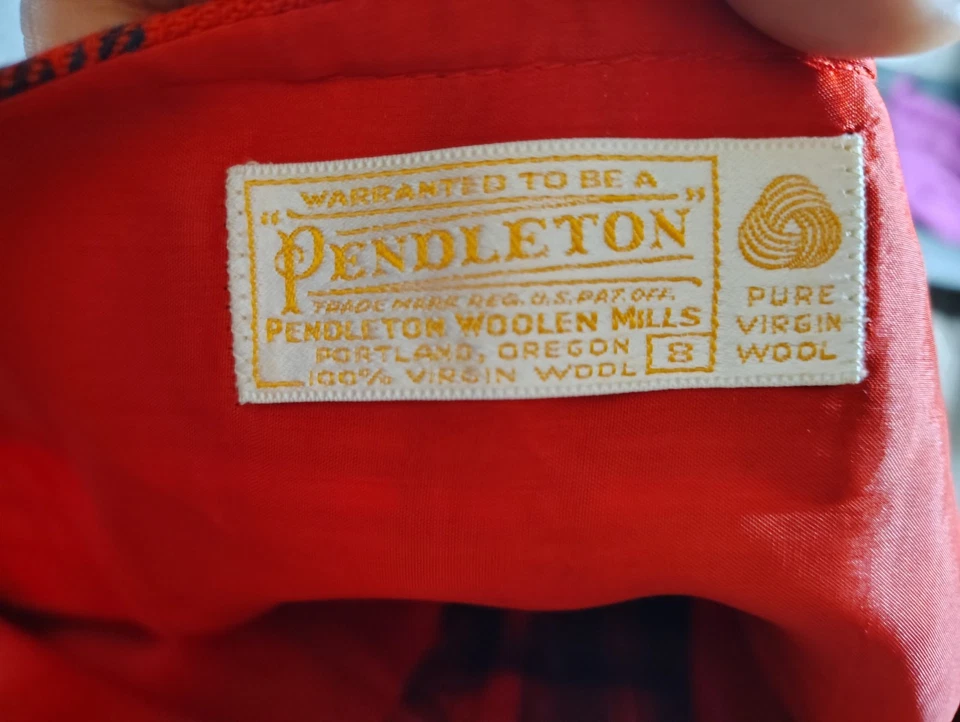 WARRANTED TO BE A
"PENDLETON"
TRADE MARK REG. U.S. PAT. OFF.
PENDLETON WOOLEN MILLS
PORTLAND, OREGON
8
100% VIRGIN WOOL
PURE
VIRGIN
WOOL